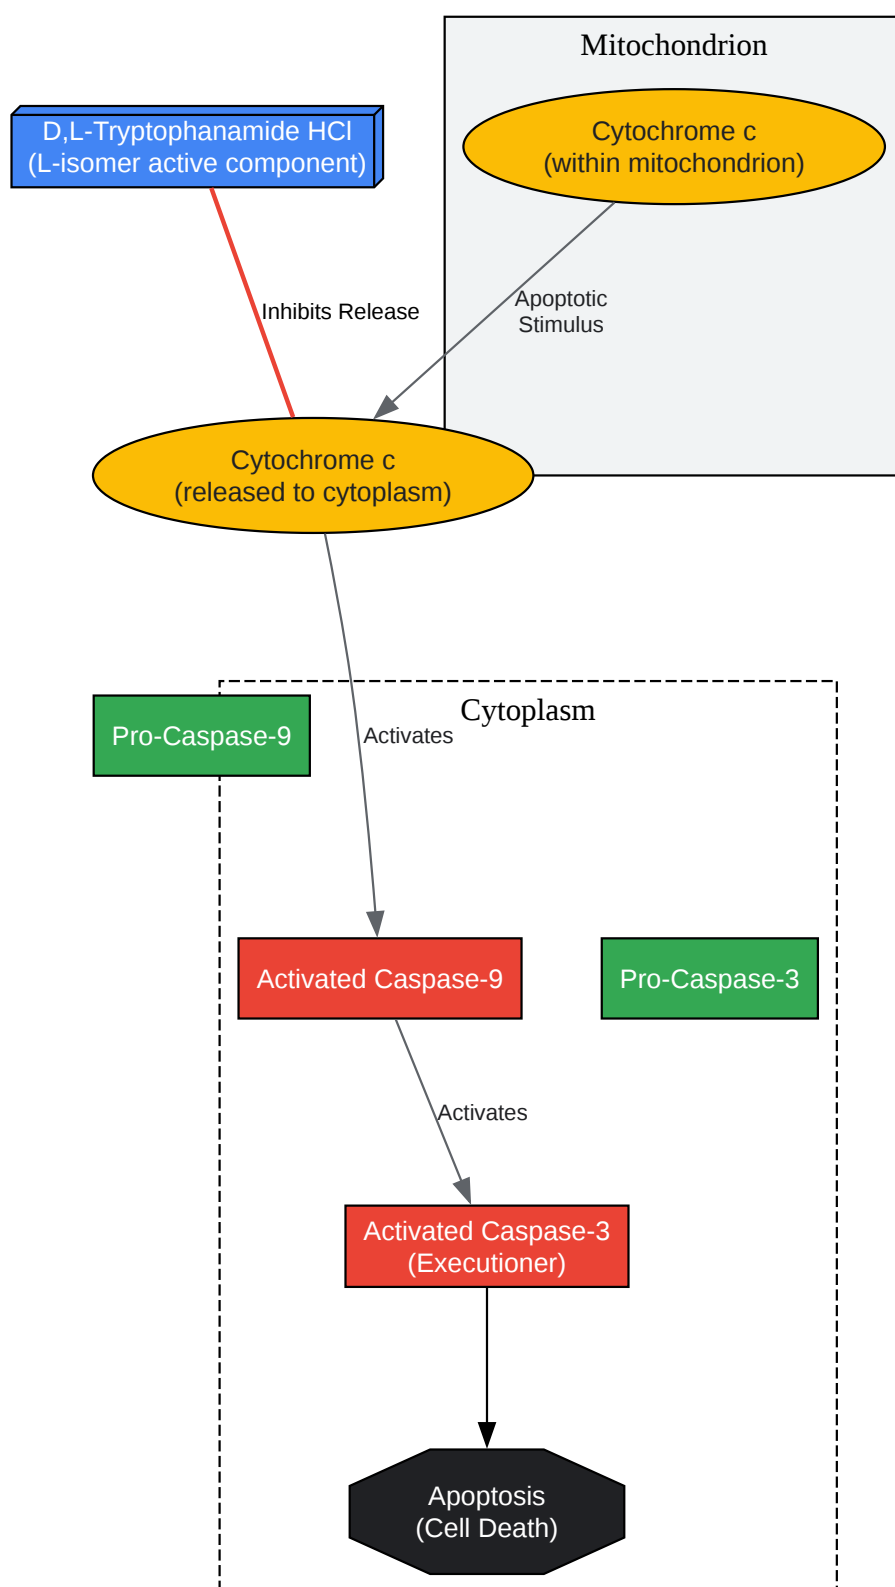 Mitochondrion
D,L-Tryptophanamide HCl
(L-isomer active component)
Cytochrome c
(within mitochondrion)
Inhibits Release
Apoptotic
Stimulus
Cytochrome c
(released to cytoplasm)
Cytoplasm
Pro-Caspase-9
Activates
Activated Caspase-9
Pro-Caspase-3
Activates
Activated Caspase-3
(Executioner)
Apoptosis
(Cell Death)